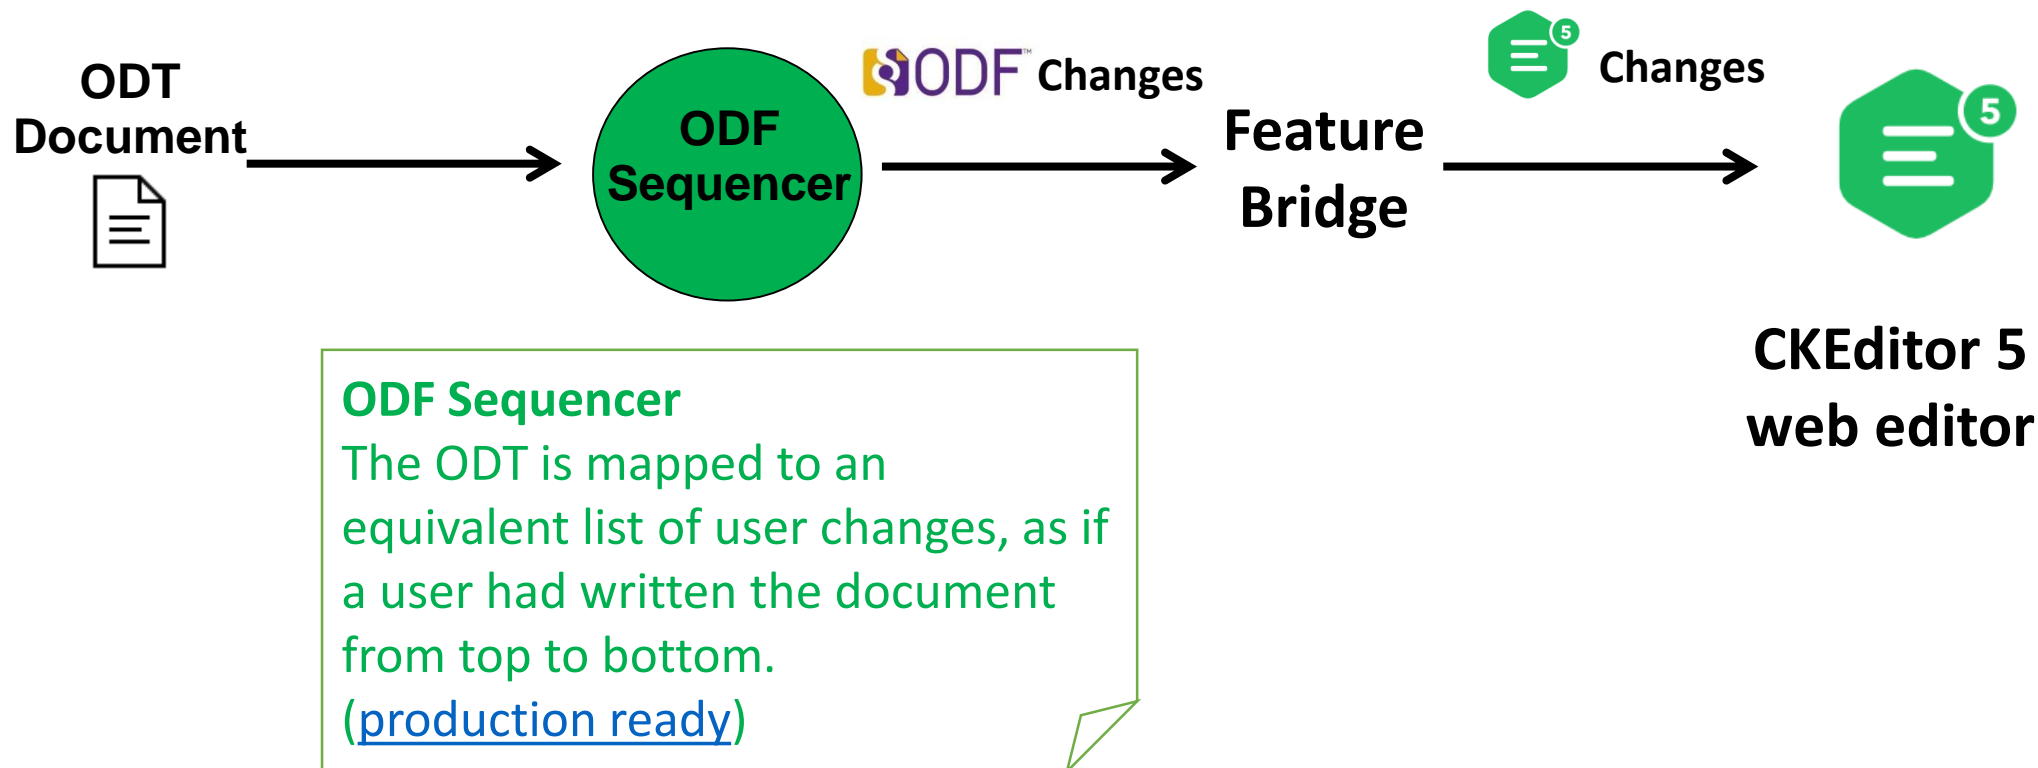 ODT
Document
ODF
Sequencer
ODF™ Changes
Feature
Bridge
5
Changes
5
CKEditor 5
web editor
ODF Sequencer
The ODT is mapped to an
equivalent list of user changes, as if
a user had written the document
from top to bottom.
(production ready)